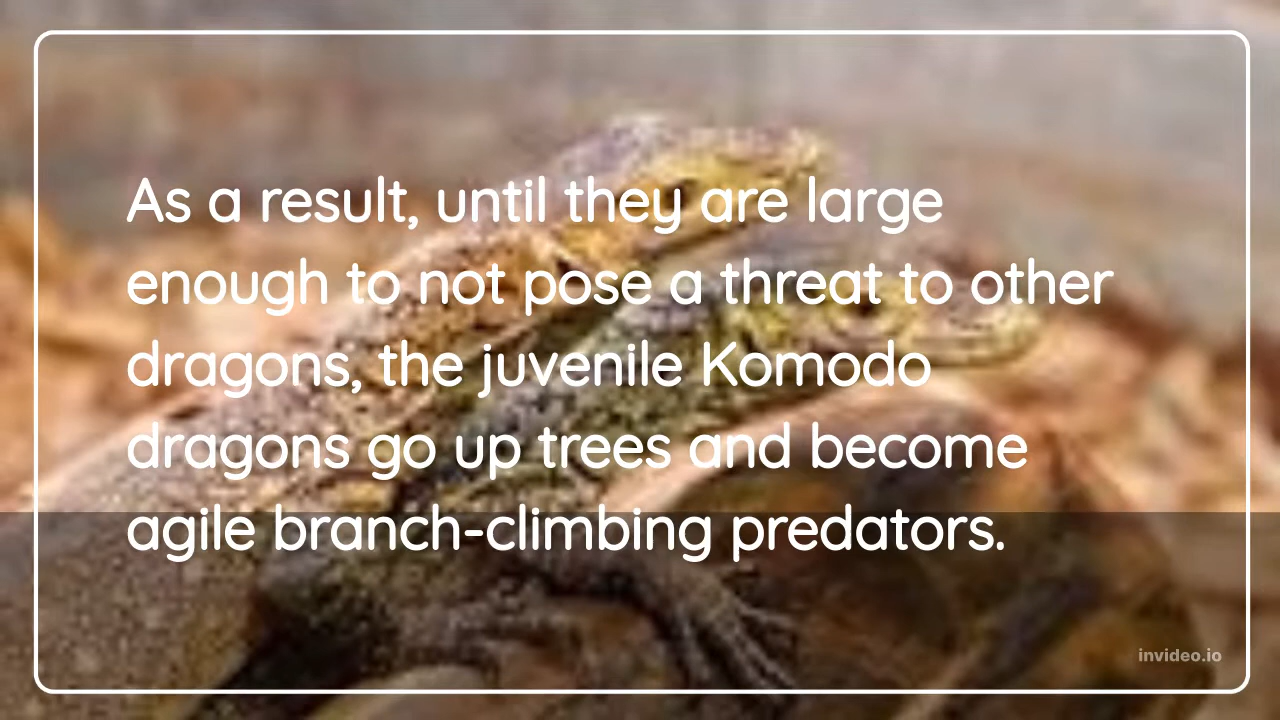 As a result, until they are large
enough to not pose a threat to other
dragons, the juvenile Komodo
dragons go up trees and become
agile branch-climbing predators.
invideo.io